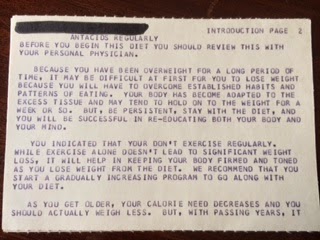 INTRODUCTION PAGE 2
ANTACIDS REGULARLY
BEFORE YOU BEGIN THIS DIET YOU SHOULD REVIEW THIS WITH
YOUR PERSONAL PHYSICIAN.
BECAUSE YOU HAVE BEEN OVERWEIGHT FOR A LONG PERIOD OF
TIME, IT MAY BE DIFFICULT AT FIRST FOR YOU TO LOSE WEIGHT
BECAUSE YOU WILL HAVE TO OVERCOME ESTABLISHED HABITS AND
PATTERNS OF EATING. YOUR BODY HAS BECOME ADAPTED TO THE
EXCESS TISSUE AND MAY TEND TO HOLD ON TO THE WEIGHT FOR A
WEEK OR SO. BUT, BE PERSISTENT, STAY WITH THE DIET, AND
YOU WILL BE SUCCESSFUL IN RE-EDUCATING BOTH YOUR BODY AND
YOUR MIND.
YOU INDICATED THAT YOUR DON'T EXERCISE REGULARLY.
WHILE EXERCISE ALONE DOESN'T LEAD TO SIGNIFICANT WEIGHT
LOSS, IT WILL HELP IN KEEPING YOUR BODY FIRMED AND TONED
AS YOU LOSE WEIGHT FROM THE DIET. WE RECOMMEND THAT YOU
START A GRADUALLY INCREASING PROGRAM TO GO ALONG WITH
YOUR DIET.
AS YOU GET OLDER, YOUR CALORIE NEED DECREASES AND YOU
SHOULD ACTUALLY WEIGH LESS. BUT, WITH PASSING YEARS, IT